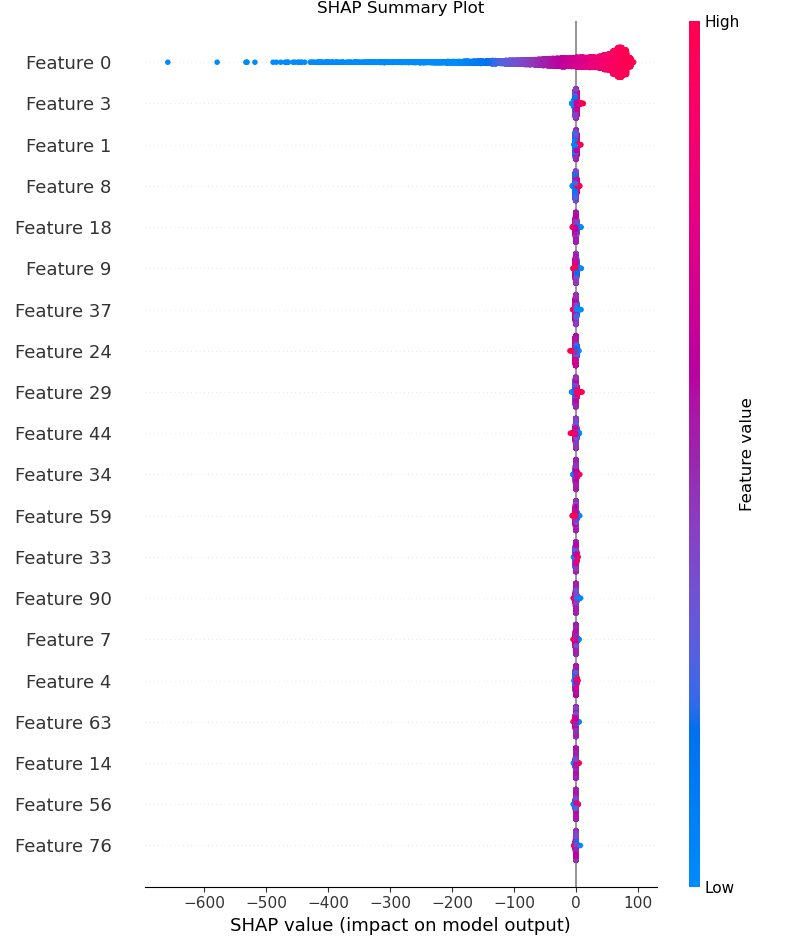 SHAP Summary Plot
High
Feature 0
Feature 3
Feature 1
Feature 8
Feature 18
Feature 9
Feature 37
Feature 24
Feature 29
Feature 44
Feature 34
Feature 59
Feature 33
Feature 90
Feature 7
Feature 4
Feature 63
Feature 14
Feature 56
Feature 76
Feature value
Low
−600 −500 −400 −300 −200 −100 0 100
SHAP value (impact on model output)